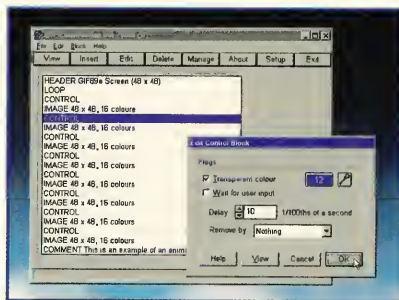 File Edit Block Help
View Insert Edit Delete Manage About Setup Exit
HEADER GIF89a Screen (48 x 48)
LOOP
CONTROL
IMAGE 48 x 48, 16 colours
CONTROL
IMAGE 48 x 48, 16 colours
CONTROL
IMAGE 48 x 48, 16 colours
CONTROL
IMAGE 48 x 48, 16 colours
CONTROL
IMAGE 48 x 48, 16 colours
CONTROL
IMAGE 48 x 48, 16 colours
CONTROL
IMAGE 48 x 48, 16 colours
COMMENT This is an example of an anim
Edit Control Block
Flags
Transparent colour 12
Wait for user input
Delay 10 1/100ths of a second
Remove by Nothing
Help View Cancel OK